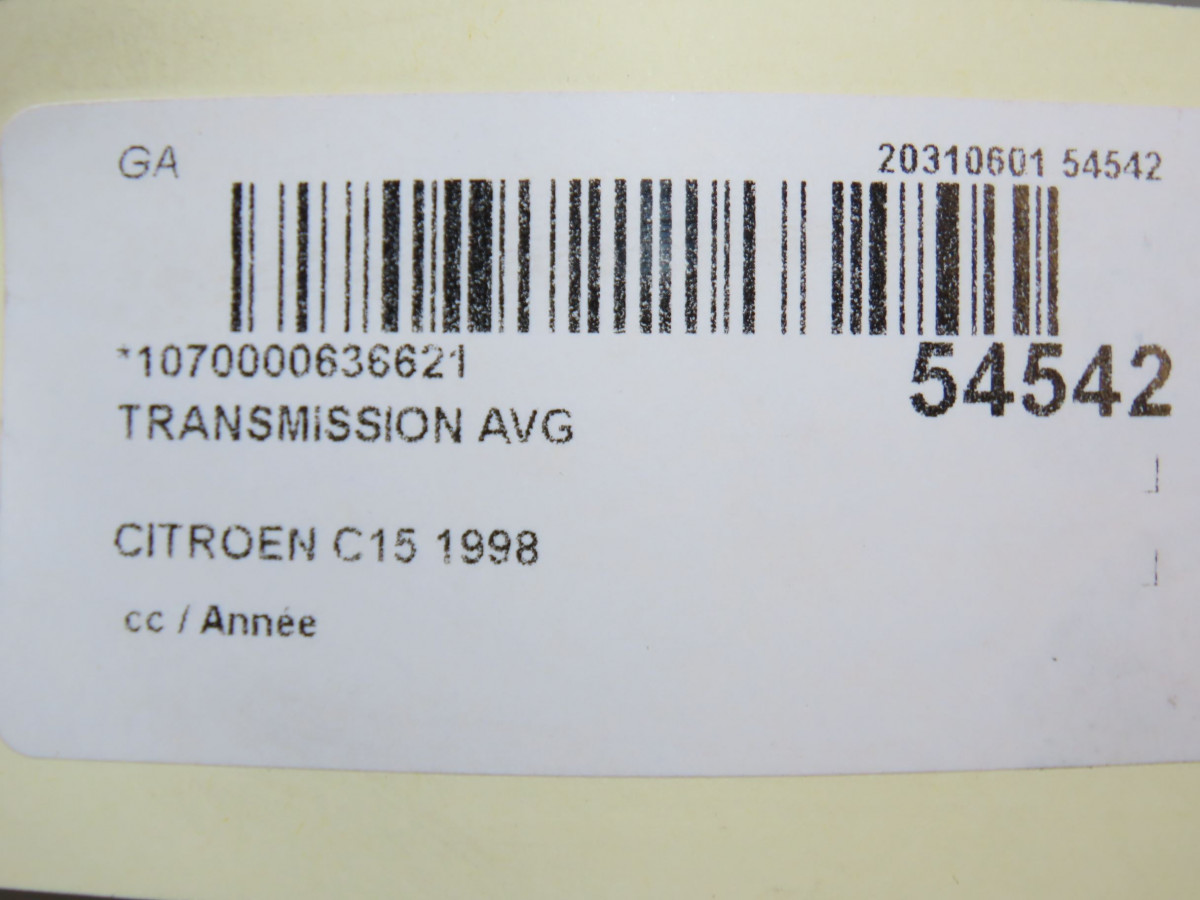 GA
20310601 54542
*1070000636621
54542
TRANSMISSION AVG
CITROEN C15 1998
cc / Année